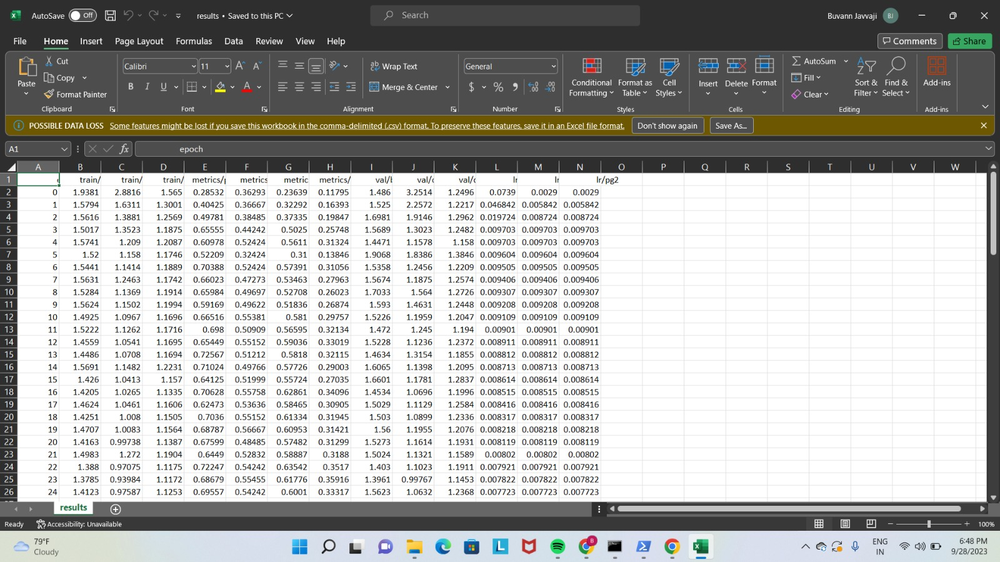 AutoSave Off results • Saved to this PC Search Buvann Javvaji BJ
File Home Insert Page Layout Formulas Data Review View Help Comments Share
Paste Cut Copy Format Painter Clipboard
Calibri 11 B I U A Font
Wrap Text Merge & Center Alignment
General $ % Number
Conditional Formatting Format as Table Cell Styles Styles
Insert Delete Format Cells
AutoSum Fill Clear Sort & Filter Find & Select Editing
Add-ins Add-ins
POSSIBLE DATA LOSS Some features might be lost if you save this workbook in the comma-delimited (.csv) format. To preserve these features, save it in an Excel file format. Don't show again Save As...
A1 fx epoch
A B C D E F G H I J K L M N O P Q R S T U V W
1 train/ train/ train/ metrics/ metrics metric metrics/ val/ val/ val/ lr/pg2
2 0 1.9381 2.8816 1.565 0.28532 0.36293 0.23639 0.11795 1.486 3.2514 1.2496 0.0739 0.0029 0.0029
3 1 1.5794 1.6311 1.3001 0.40425 0.36667 0.32292 0.16393 1.525 2.2572 1.2217 0.046842 0.005842 0.005842
4 2 1.5616 1.3881 1.2569 0.49781 0.38485 0.37335 0.19847 1.6981 1.9146 1.2962 0.019724 0.008724 0.008724
5 3 1.5017 1.3523 1.1875 0.65555 0.44242 0.5025 0.25748 1.5689 1.3023 1.2482 0.009703 0.009703 0.009703
6 4 1.5741 1.209 1.2087 0.60978 0.52424 0.5611 0.31324 1.4471 1.1578 1.158 0.009703 0.009703 0.009703
7 5 1.52 1.158 1.1746 0.52209 0.32424 0.31 0.13846 1.9068 1.8386 1.3846 0.009604 0.009604 0.009604
8 6 1.5441 1.1414 1.1889 0.70388 0.52424 0.57391 0.31056 1.5358 1.2456 1.2209 0.009505 0.009505 0.009505
9 7 1.5631 1.2463 1.1742 0.66023 0.47273 0.53463 0.27963 1.5674 1.1875 1.2574 0.009406 0.009406 0.009406
10 8 1.5284 1.1369 1.1914 0.65984 0.49697 0.52708 0.26023 1.7033 1.564 1.2726 0.009307 0.009307 0.009307
11 9 1.5624 1.1502 1.1994 0.59169 0.49622 0.51836 0.26874 1.593 1.4631 1.2448 0.009208 0.009208 0.009208
12 10 1.4925 1.0967 1.1696 0.66516 0.55381 0.581 0.29757 1.5226 1.1959 1.2047 0.009109 0.009109 0.009109
13 11 1.5222 1.1262 1.1716 0.698 0.50909 0.56595 0.32134 1.472 1.245 1.194 0.00901 0.00901 0.00901
14 12 1.4559 1.0541 1.1695 0.65449 0.55152 0.59036 0.33019 1.5228 1.1236 1.2372 0.008911 0.008911 0.008911
15 13 1.4486 1.0708 1.1694 0.72567 0.51212 0.5818 0.32115 1.4634 1.3154 1.1855 0.008812 0.008812 0.008812
16 14 1.5691 1.1482 1.2231 0.71024 0.49766 0.57726 0.29003 1.6065 1.1398 1.2095 0.008713 0.008713 0.008713
17 15 1.426 1.0413 1.157 0.64125 0.51999 0.55724 0.27035 1.6601 1.1781 1.2837 0.008614 0.008614 0.008614
18 16 1.4205 1.0265 1.1335 0.70628 0.55758 0.62861 0.34096 1.4534 1.0696 1.1996 0.008515 0.008515 0.008515
19 17 1.4624 1.0461 1.1606 0.62473 0.53636 0.58465 0.30905 1.5029 1.1129 1.2584 0.008416 0.008416 0.008416
20 18 1.4251 1.008 1.1505 0.7036 0.55152 0.61334 0.31945 1.503 1.0899 1.2336 0.008317 0.008317 0.008317
21 19 1.4707 1.0083 1.1564 0.68787 0.56667 0.60953 0.31421 1.56 1.1955 1.2076 0.008218 0.008218 0.008218
22 20 1.4163 0.99738 1.1387 0.67599 0.48485 0.57482 0.31299 1.5273 1.1614 1.1931 0.008119 0.008119 0.008119
23 21 1.4983 1.272 1.1904 0.6449 0.52832 0.58887 0.3188 1.5024 1.1321 1.1589 0.00802 0.00802 0.00802
24 22 1.388 0.97075 1.1175 0.72247 0.54242 0.63542 0.3517 1.403 1.1023 1.1911 0.007921 0.007921 0.007921
25 23 1.3785 0.93984 1.1172 0.68679 0.55455 0.61776 0.35916 1.3961 0.99767 1.1453 0.007822 0.007822 0.007822
26 24 1.4123 0.97587 1.1253 0.69557 0.54242 0.6001 0.33317 1.5623 1.0632 1.2368 0.007723 0.007723 0.007723
results
Ready Accessibility: Unavailable 100%
79°F ENG 6:48 PM
Cloudy IN 9/28/2023